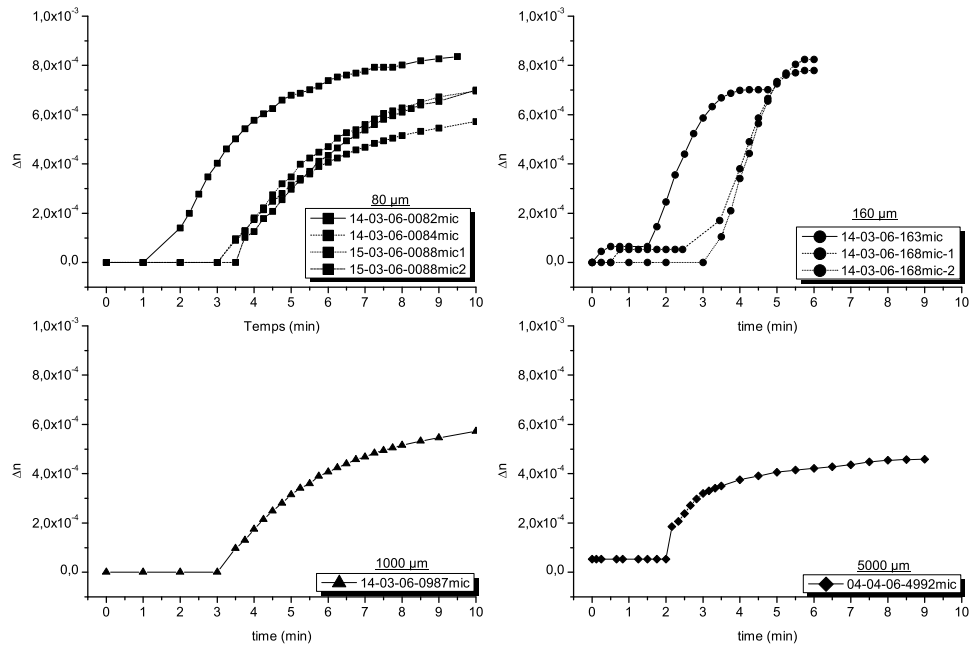 1,0x10⁻³
8,0x10⁻⁴
6,0x10⁻⁴
4,0x10⁻⁴
2,0x10⁻⁴
0,0
Δn
0 1 2 3 4 5 6 7 8 9 10
Temps (min)
80 µm
14-03-06-0082mic
14-03-06-0084mic
15-03-06-0088mic1
15-03-06-0088mic2
1,0x10⁻³
8,0x10⁻⁴
6,0x10⁻⁴
4,0x10⁻⁴
2,0x10⁻⁴
0,0
Δn
0 1 2 3 4 5 6 7 8 9 10
time (min)
160 µm
14-03-06-163mic
14-03-06-168mic-1
14-03-06-168mic-2
1,0x10⁻³
8,0x10⁻⁴
6,0x10⁻⁴
4,0x10⁻⁴
2,0x10⁻⁴
0,0
Δn
0 1 2 3 4 5 6 7 8 9 10
time (min)
1000 µm
14-03-06-0987mic
1,0x10⁻³
8,0x10⁻⁴
6,0x10⁻⁴
4,0x10⁻⁴
2,0x10⁻⁴
0,0
Δn
0 1 2 3 4 5 6 7 8 9 10
time (min)
5000 µm
04-04-06-4992mic